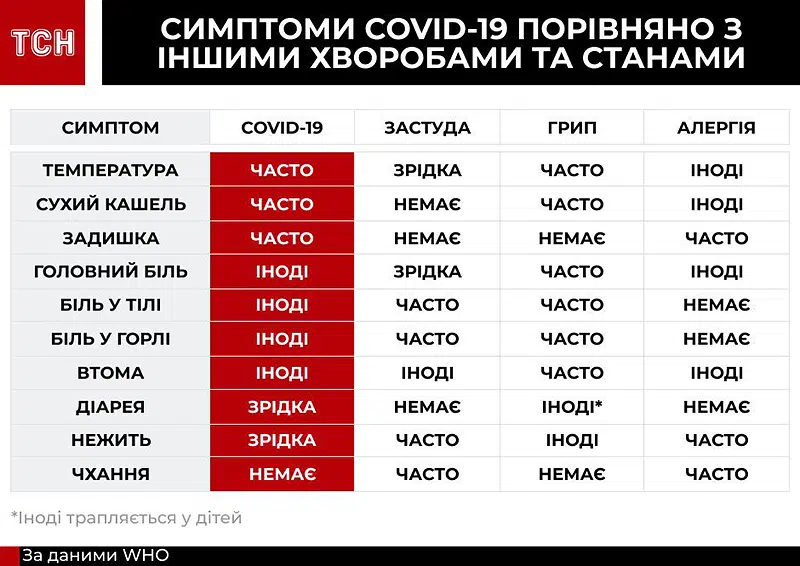 ТСН
СИМПТОМИ COVID-19 ПОРІВНЯНО З
ІНШИМИ ХВОРОБАМИ ТА СТАНАМИ
СИМПТОМ COVID-19 ЗАСТУДА ГРИП АЛЕРГІЯ
ТЕМПЕРАТУРА ЧАСТО ЗРІДКА ЧАСТО ІНОДІ
СУХИЙ КАШЕЛЬ ЧАСТО НЕМАЄ ЧАСТО ІНОДІ
ЗАДИШКА ЧАСТО НЕМАЄ НЕМАЄ ЧАСТО
ГОЛОВНИЙ БІЛЬ ІНОДІ ЗРІДКА ЧАСТО ІНОДІ
БІЛЬ У ТІЛІ ІНОДІ ЧАСТО ЧАСТО НЕМАЄ
БІЛЬ У ГОРЛІ ІНОДІ ЧАСТО ЧАСТО НЕМАЄ
ВТОМА ІНОДІ ІНОДІ ЧАСТО ІНОДІ
ДІАРЕЯ ЗРІДКА НЕМАЄ ІНОДІ* НЕМАЄ
НЕЖИТЬ ЗРІДКА ЧАСТО ІНОДІ ЧАСТО
ЧХАННЯ НЕМАЄ ЧАСТО НЕМАЄ ЧАСТО
*Іноді трапляється у дітей
За даними WHO